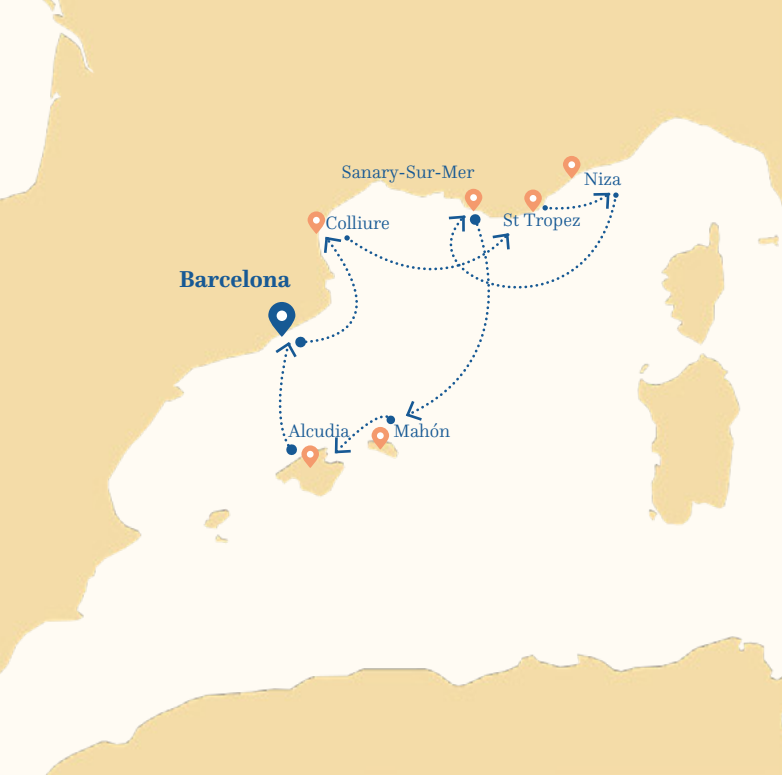 Sanary-Sur-Mer
Niza
St Tropez
Colliure
Barcelona
Alcudia
Mahón